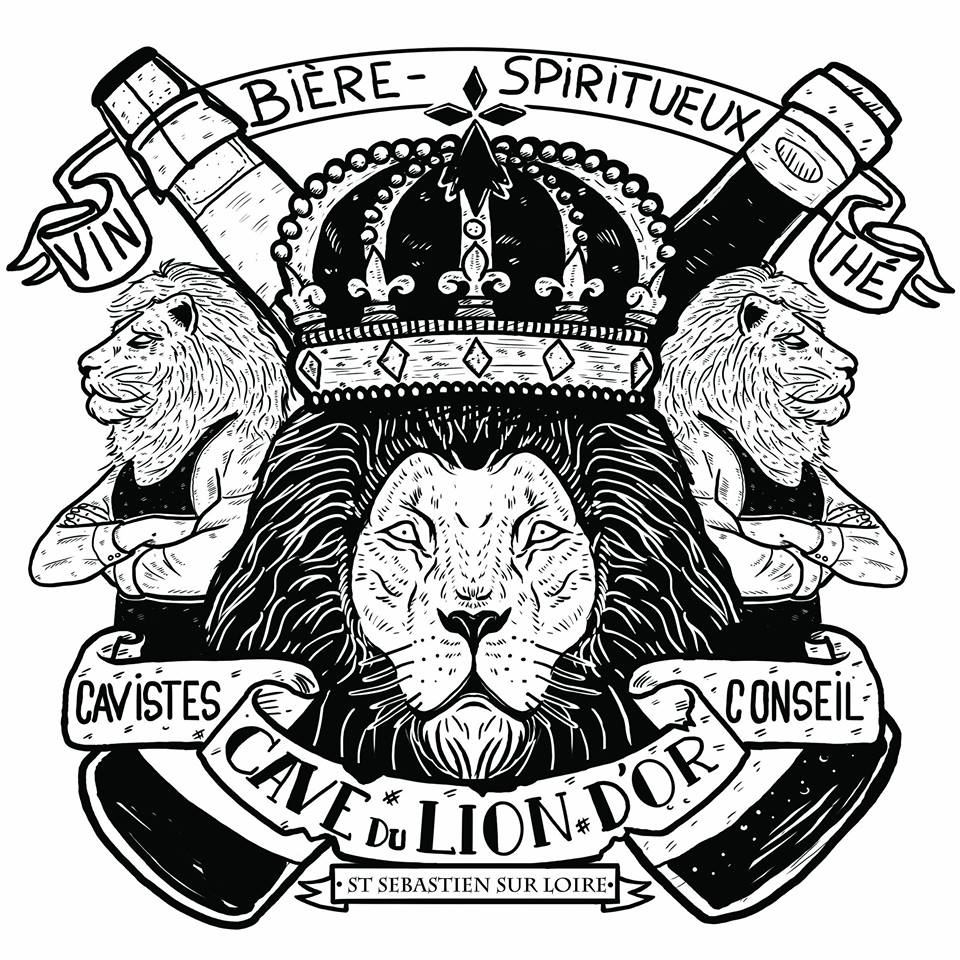 BIÈRE - SPIRITUEUX
VIN
THÉ
CAVISTES
CONSEIL
CAVE DU LION D'OR
ST SEBASTIEN SUR LOIRE